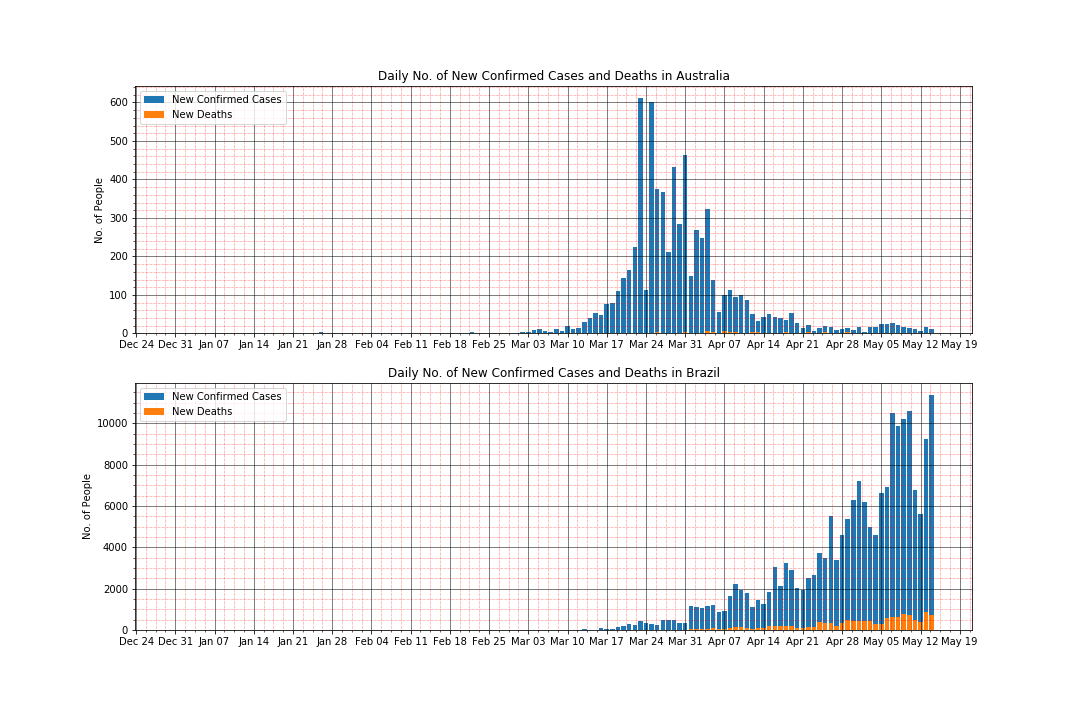 Daily No. of New Confirmed Cases and Deaths in Australia
New Confirmed Cases
New Deaths
No. of People
600
500
400
300
200
100
0
Dec 24 Dec 31 Jan 07 Jan 14 Jan 21 Jan 28 Feb 04 Feb 11 Feb 18 Feb 25 Mar 03 Mar 10 Mar 17 Mar 24 Mar 31 Apr 07 Apr 14 Apr 21 Apr 28 May 05 May 12 May 19
Daily No. of New Confirmed Cases and Deaths in Brazil
New Confirmed Cases
New Deaths
No. of People
10000
8000
6000
4000
2000
0
Dec 24 Dec 31 Jan 07 Jan 14 Jan 21 Jan 28 Feb 04 Feb 11 Feb 18 Feb 25 Mar 03 Mar 10 Mar 17 Mar 24 Mar 31 Apr 07 Apr 14 Apr 21 Apr 28 May 05 May 12 May 19